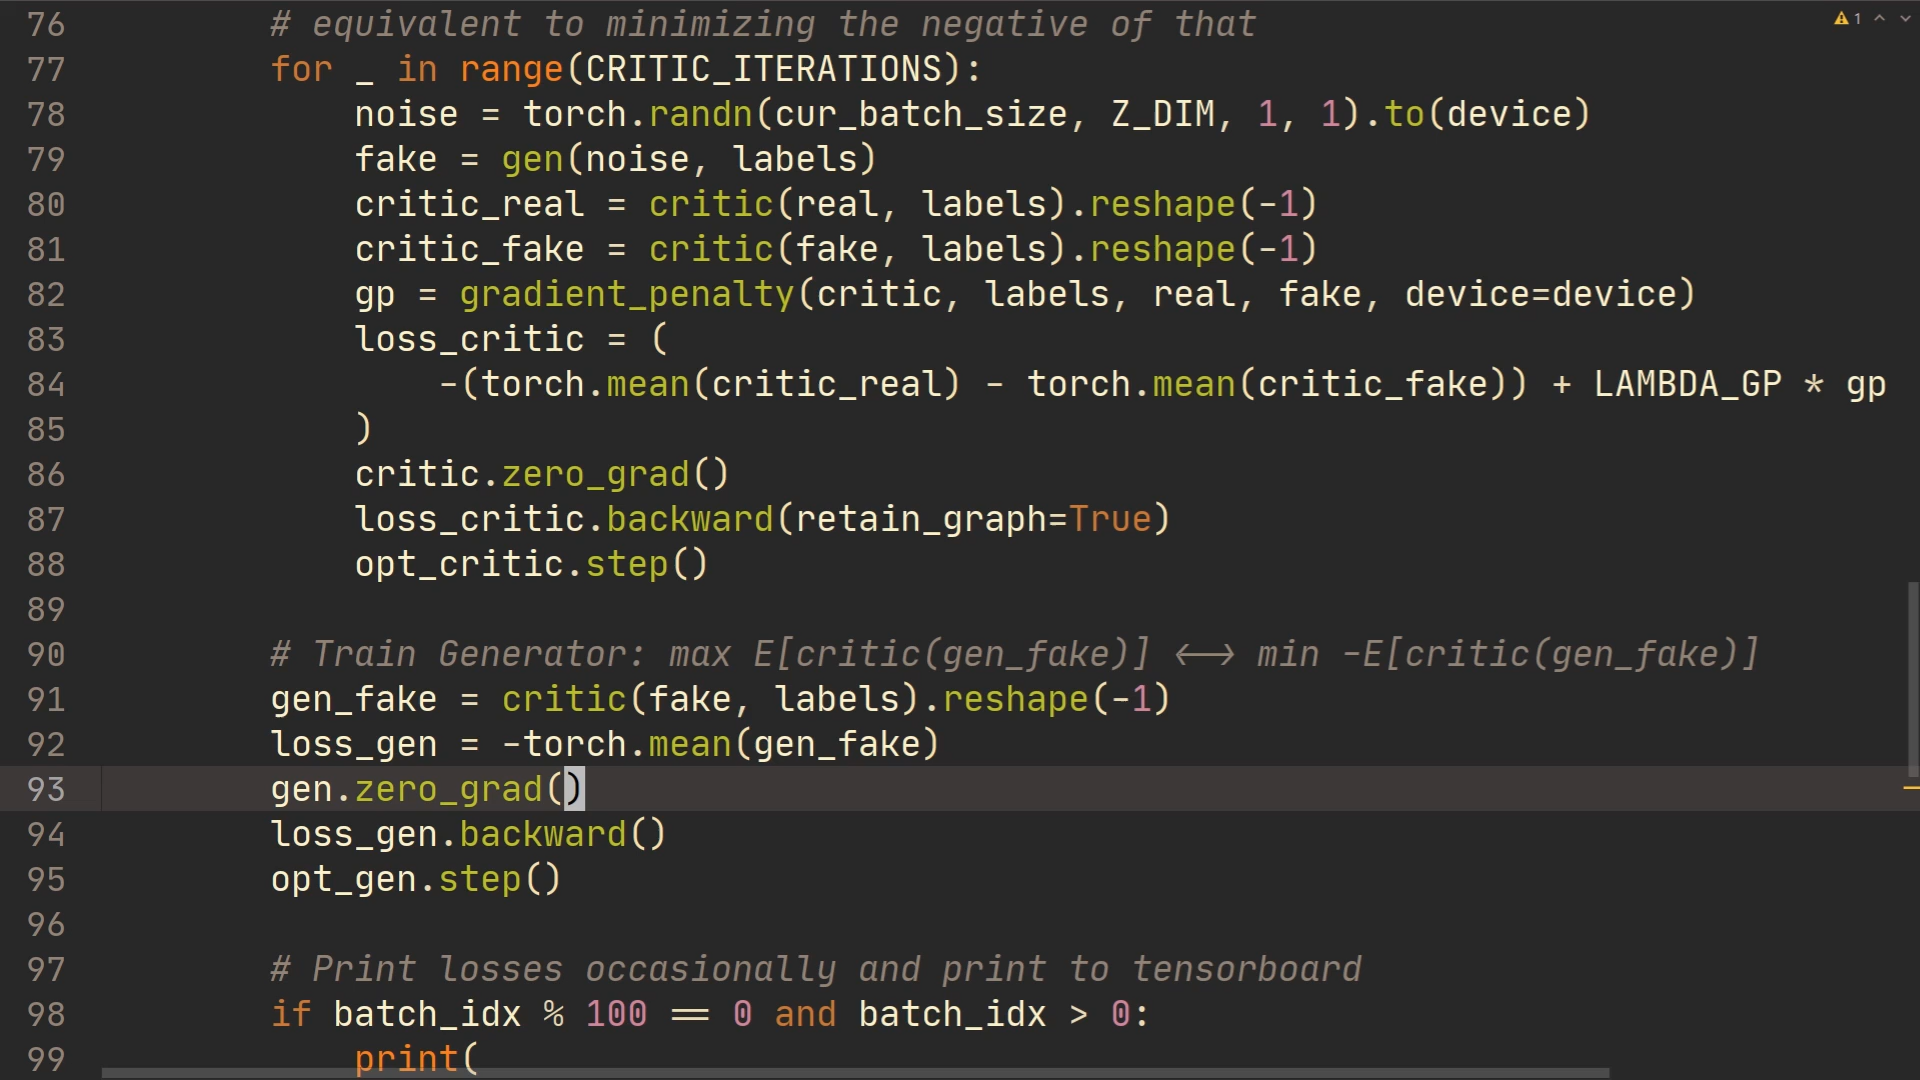 76 # equivalent to minimizing the negative of that
1
77 for _ in range(CRITIC_ITERATIONS):
78 noise = torch.randn(cur_batch_size, Z_DIM, 1, 1).to(device)
79 fake = gen(noise, labels)
80 critic_real = critic(real, labels).reshape(-1)
81 critic_fake = critic(fake, labels).reshape(-1)
82 gp = gradient_penalty(critic, labels, real, fake, device=device)
83 loss_critic = (
84 -(torch.mean(critic_real) - torch.mean(critic_fake)) + LAMBDA_GP * gp
85 )
86 critic.zero_grad()
87 loss_critic.backward(retain_graph=True)
88 opt_critic.step()
89
90 # Train Generator: max E[critic(gen_fake)] <-> min -E[critic(gen_fake)]
91 gen_fake = critic(fake, labels).reshape(-1)
92 loss_gen = -torch.mean(gen_fake)
93 gen.zero_grad()
94 loss_gen.backward()
95 opt_gen.step()
96
97 # Print losses occasionally and print to tensorboard
98 if batch_idx % 100 == 0 and batch_idx > 0:
99 print(